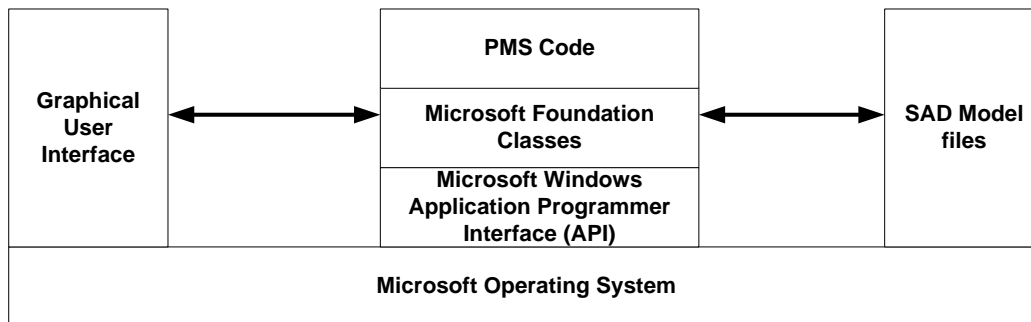 Graphical
User
Interface
PMS Code
Microsoft Foundation
Classes
Microsoft Windows
Application Programmer
Interface (API)
SAD Model
files
Microsoft Operating System